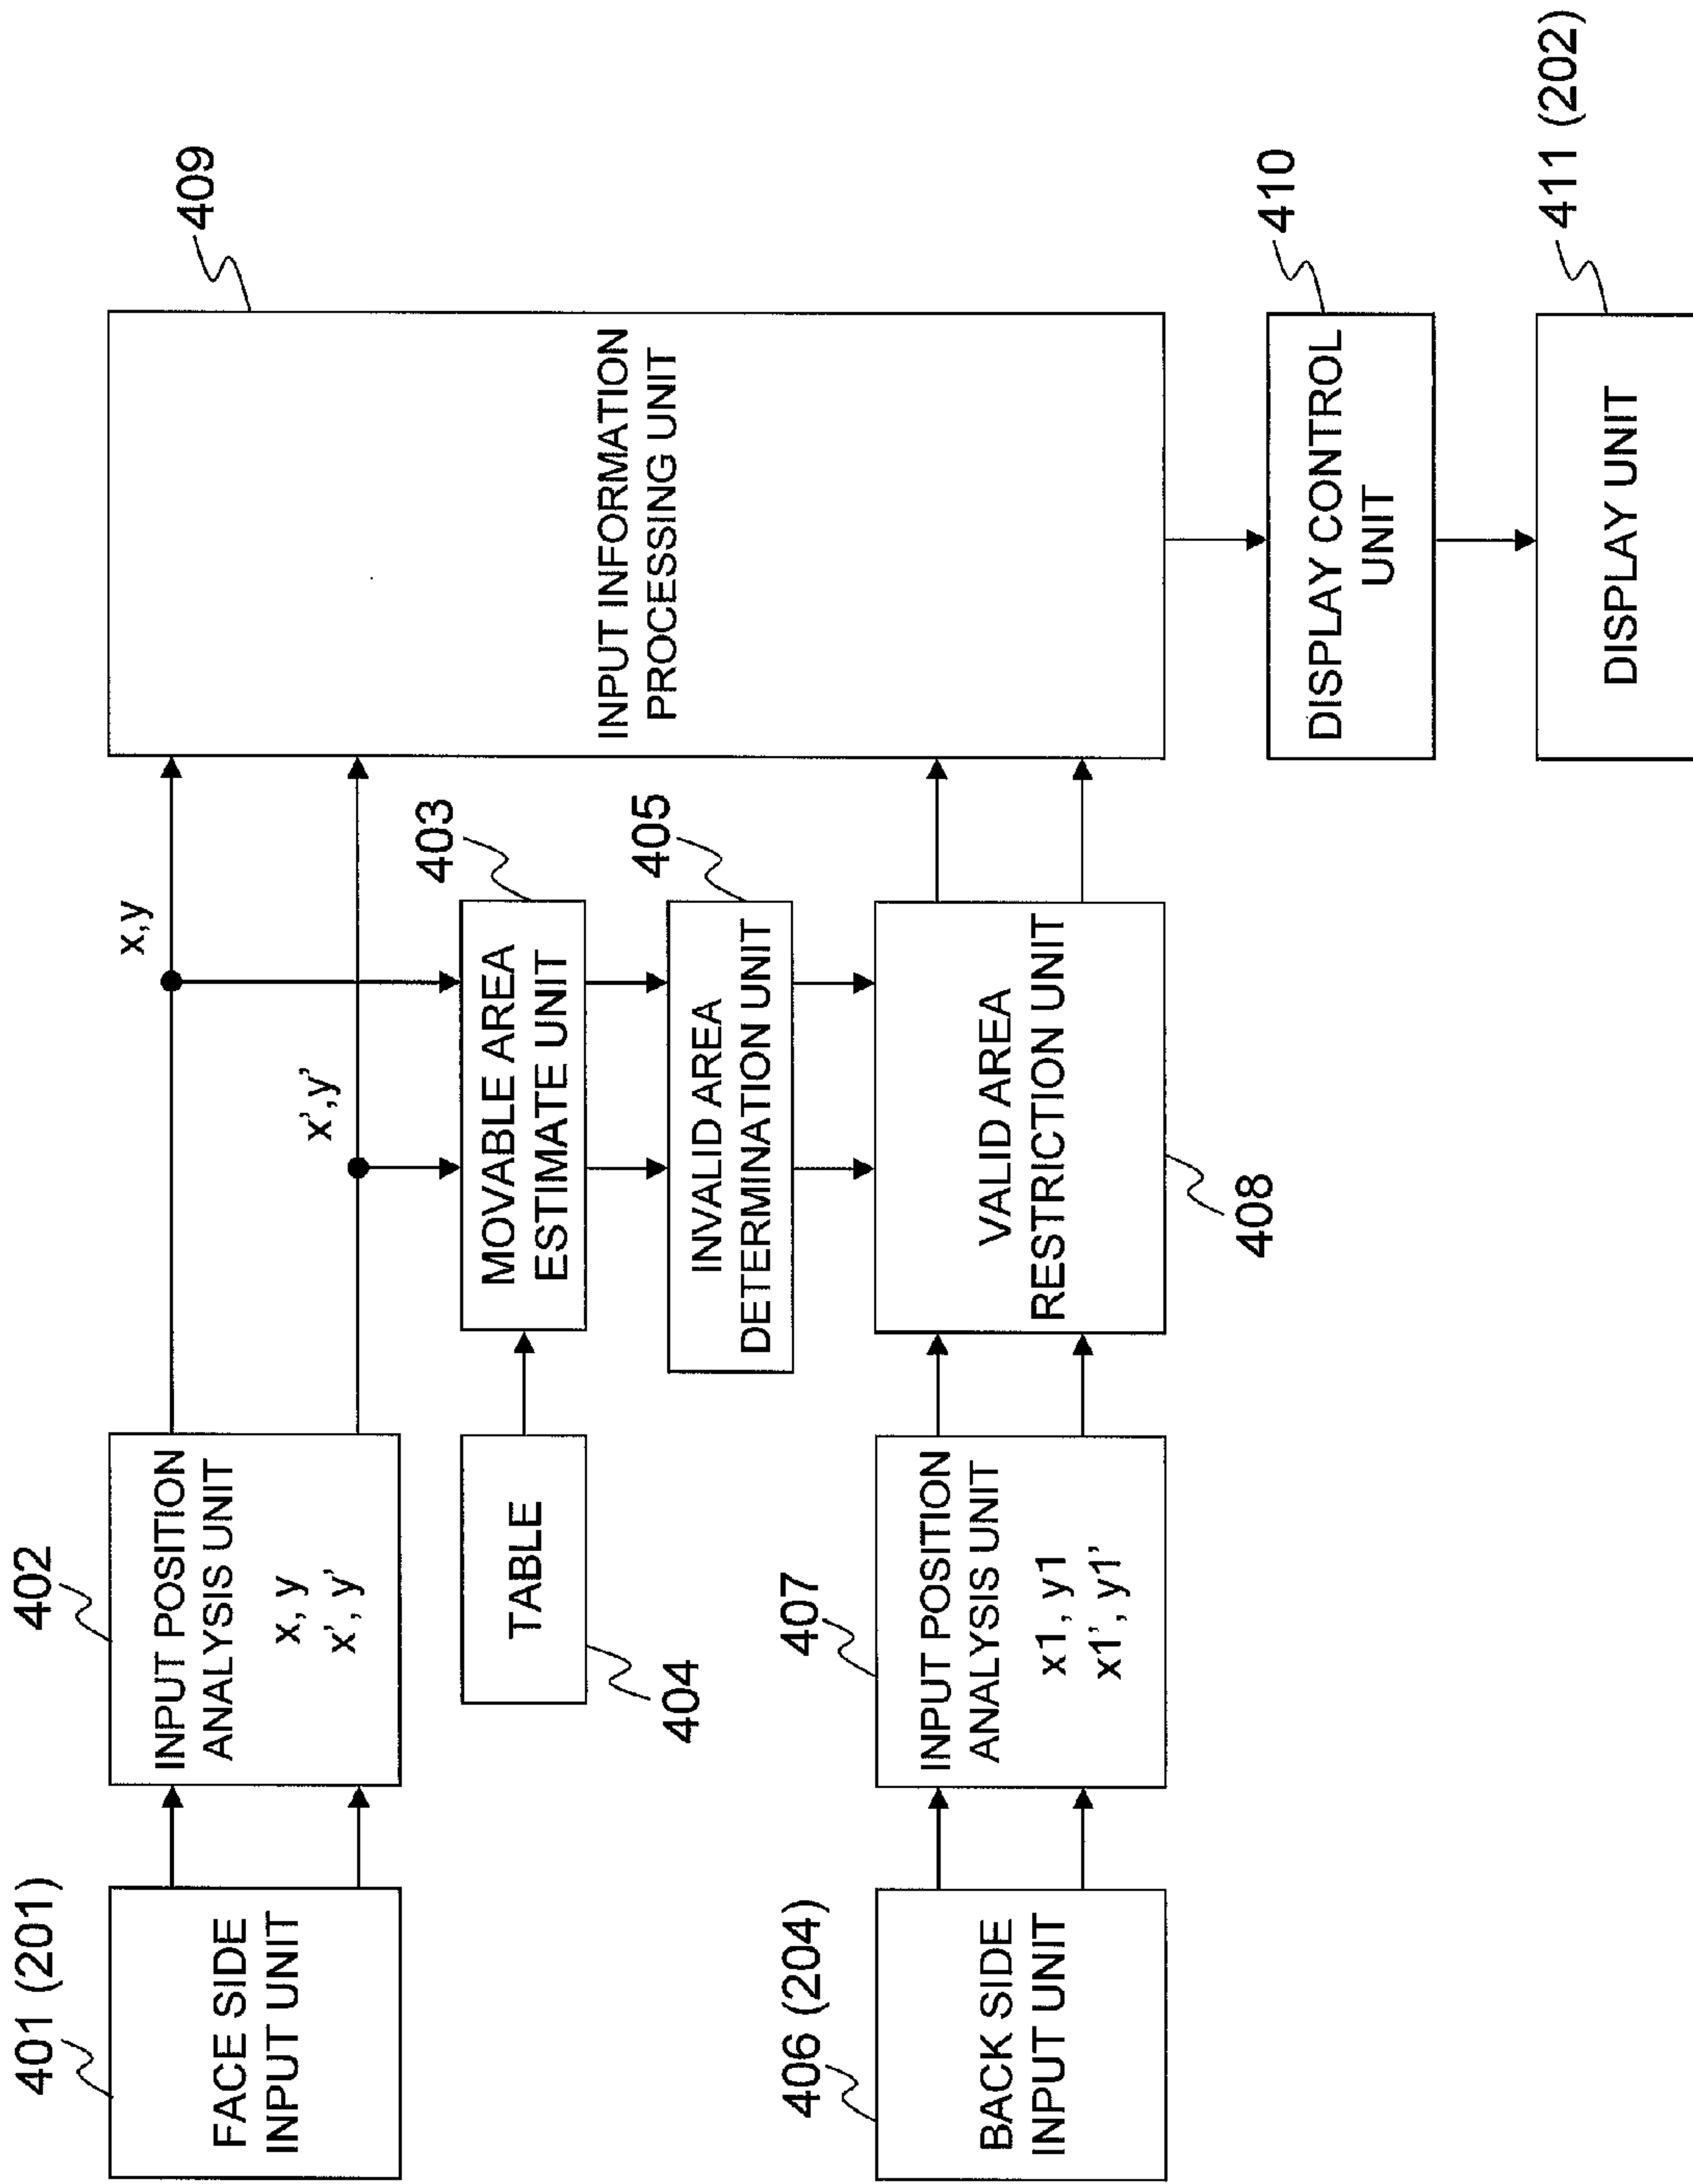 401 (201)
FACE SIDE
INPUT UNIT
402
INPUT POSITION
ANALYSIS UNIT
x, y
x', y'
x,y
x',y'
409
INPUT INFORMATION
PROCESSING UNIT
403
MOVABLE AREA
ESTIMATE UNIT
TABLE
404
405
INVALID AREA
DETERMINATION UNIT
406 (204)
BACK SIDE
INPUT UNIT
407
INPUT POSITION
ANALYSIS UNIT
x1, y1
x1', y1'
VALID AREA
RESTRICTION UNIT
408
410
DISPLAY CONTROL
UNIT
411 (202)
DISPLAY UNIT